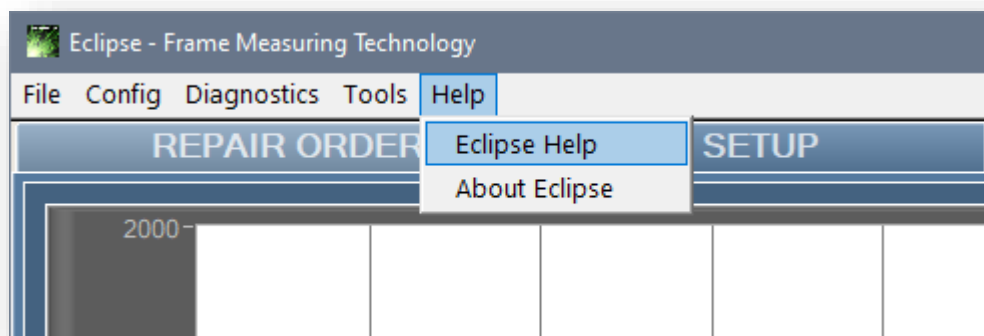 Eclipse - Frame Measuring Technology
File Config Diagnostics Tools Help
REPAIR ORDER SETUP
Eclipse Help
About Eclipse
2000